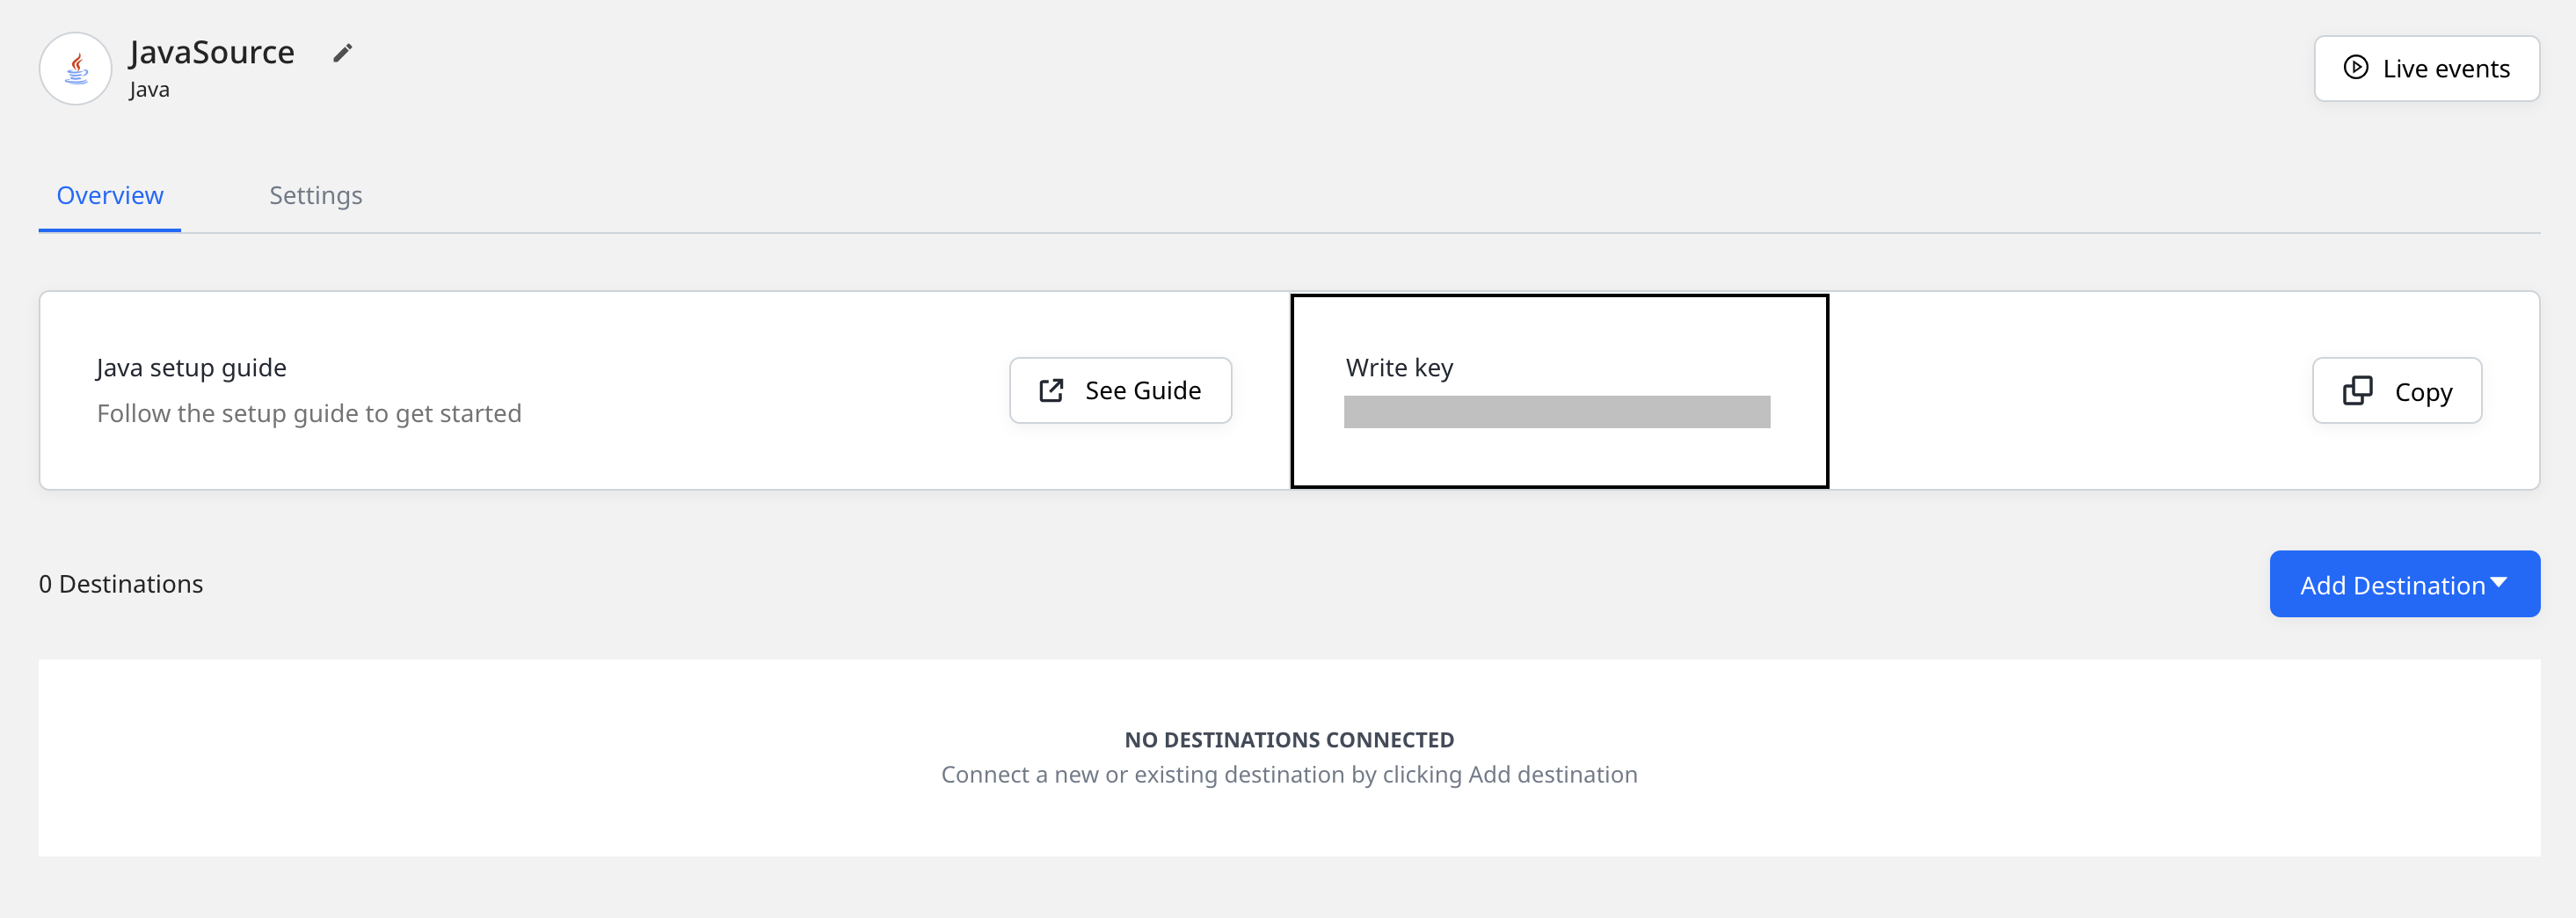 JavaSource
Java
Live events
Overview
Settings
Java setup guide
Follow the setup guide to get started
See Guide
Write key
Copy
0 Destinations
Add Destination
NO DESTINATIONS CONNECTED
Connect a new or existing destination by clicking Add destination